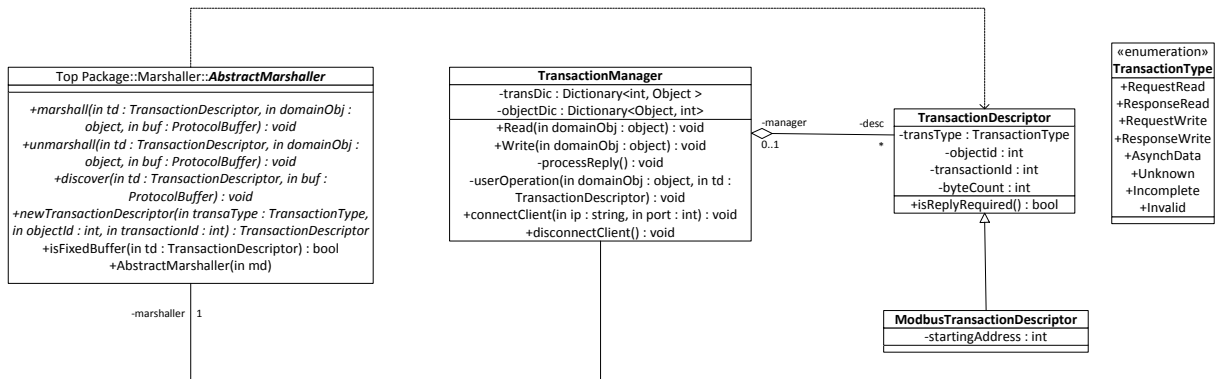 Top Package::Marshaller::AbstractMarshaller
+marshall(in td : TransactionDescriptor, in domainObj :
object, in buf : ProtocolBuffer) : void
+unmarshall(in td : TransactionDescriptor, in domainObj :
object, in buf : ProtocolBuffer) : void
+discover(in td : TransactionDescriptor, in buf :
ProtocolBuffer) : void
+newTransactionDescriptor(in transaType : TransactionType,
in objectId : int, in transactionId : int) : TransactionDescriptor
+isFixedBuffer(in td : TransactionDescriptor) : bool
+AbstractMarshaller(in md)
-marshaller
1
TransactionManager
-transDic : Dictionary<int, Object >
-objectDic : Dictionary<Object, int>
+Read(in domainObj : object) : void
+Write(in domainObj : object) : void
-processReply() : void
-userOperation(in domainObj : object, in td :
TransactionDescriptor) : void
+connectClient(in ip : string, in port : int) : void
+disconnectClient() : void
-manager
0..1
-desc
*
TransactionDescriptor
-transType : TransactionType
-objectid : int
-transactionId : int
-byteCount : int
+isReplyRequired() : bool
ModbusTransactionDescriptor
-startingAddress : int
«enumeration»
TransactionType
+RequestRead
+ResponseRead
+RequestWrite
+ResponseWrite
+AsynchData
+Unknown
+Incomplete
+Invalid